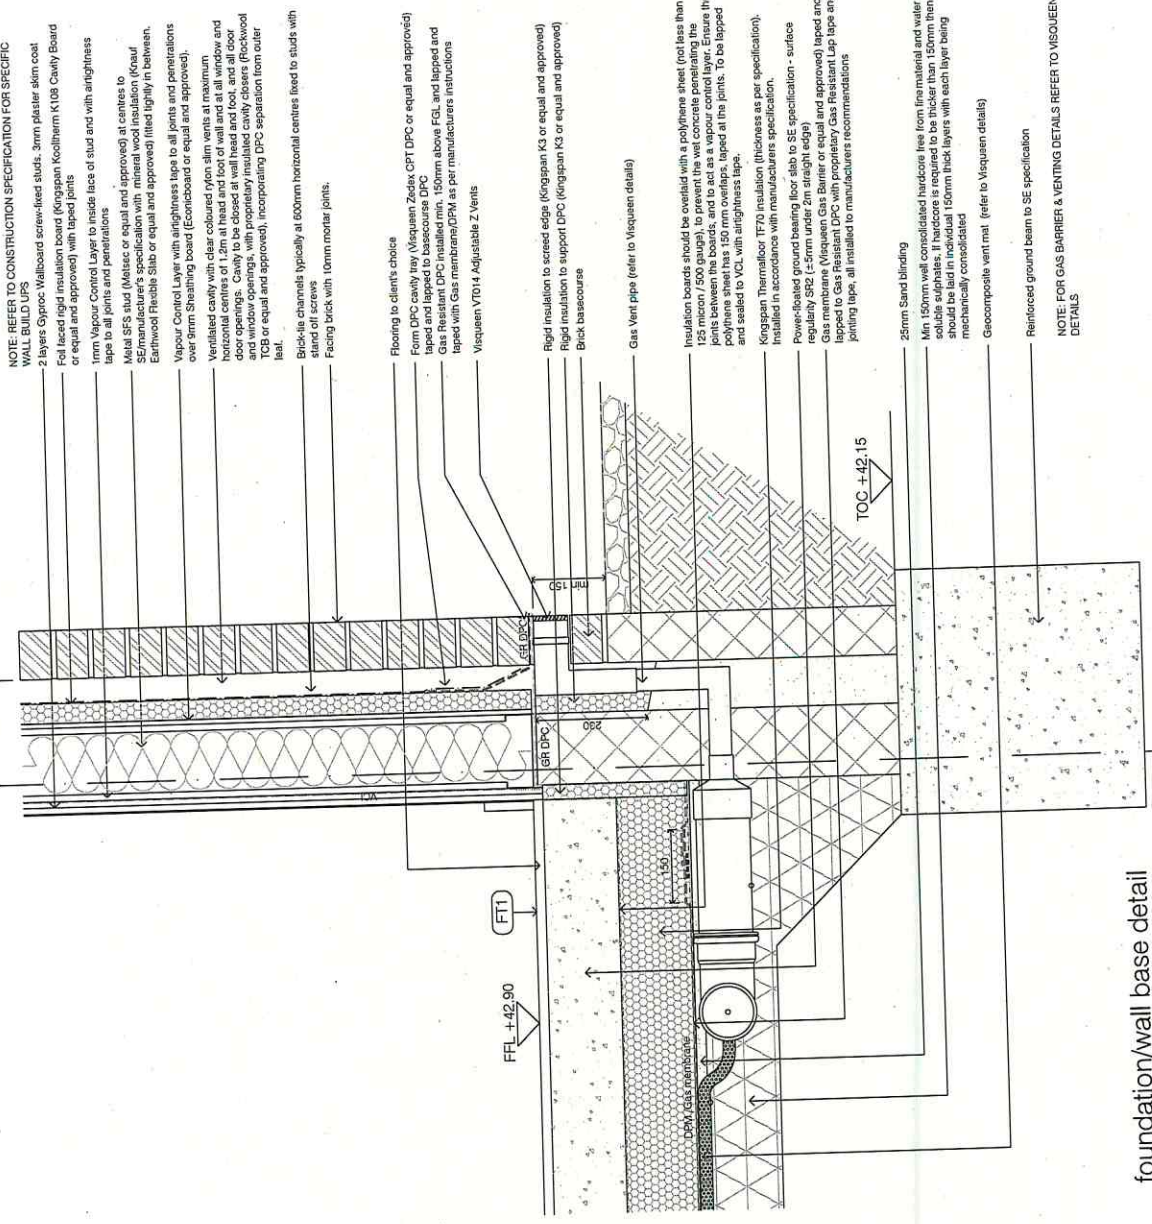 NOTE: REFER TO CONSTRUCTION SPECIFICATION FOR SPECIFIC
WALL BUILD UPS
2 layers Gyproc Wallboard screw-fixed studs. 3mm plaster skim coat
Foil faced rigid insulation board (Kingspan Kooltherm K108 Cavity Board
or equal and approved) with taped joints
1mm Vapour Control Layer to inside face of stud and with airtightness
tape to all joints and penetrations
Metal SFS stud (Metsec or equal and approved) at centres to
SE/manufacturer's specification with mineral wool insulation (Knauf
Earthwool Flexible Slab or equal and approved) fitted tightly in between.
Vapour Control Layer with airtightness tape to all joints and penetrations
over 9mm Sheathing board (Econicboard or equal and approved).
Ventilated cavity with clear coloured ryton slim vents at maximum
horizontal centres of 1.2m at head and foot of wall and at all window and
door openings. Cavity to be closed at wall head and foot, and all door
and window openings, with proprietary insulated cavity closers (Rockwool
TCB or equal and approved), incorporating DPC separation from outer
leaf.
Brick-tie channels typically at 600mm horizontal centres fixed to studs with
stand off screws
Facing brick with 10mm mortar joints.
Flooring to client's choice
Form DPC cavity tray (Visqueen Zedex CPT DPC or equal and approved)
taped and lapped to basecourse DPC
Gas Resistant DPC installed min. 150mm above FGL and lapped and
taped with Gas membrane/DPM as per manufacturers instructions
Visqueen VT014 Adjustable Z Vents
Rigid insulation to screed edge (Kingspan K3 or equal and approved)
Rigid insulation to support DPC (Kingspan K3 or equal and approved)
Brick basecourse
Gas Vent pipe (refer to Visqueen details)
Insulation boards should be overlaid with a polythene sheet (not less than
125 micron / 500 gauge), to prevent the wet concrete penetrating the
joints between the boards, and to act as a vapour control layer. Ensure th
polythene sheet has 150 mm overlaps, taped at the joints. To be lapped
and sealed to VCL with airtightness tape.
Kingspan Thermafloor TF70 insulation (thickness as per specification).
Installed in accordance with manufacturers specification.
Power-floated ground bearing floor slab to SE specification - surface
regularity SR2 (±5mm under 2m straight edge)
Gas membrane (Visqueen Gas Barrier or equal and approved) taped and
lapped to Gas Resistant DPC with proprietary Gas Resistant Lap tape an
jointing tape, all installed to manufacturers recommendations
25mm Sand blinding
Min 150mm well consolidated hardcore free from fine material and water
soluble sulphates. If hardcore is required to be thicker than 150mm then
should be laid in individual 150mm thick layers with each layer being
mechanically consolidated
Geocomposite vent mat (refer to Visqueen details)
Reinforced ground beam to SE specification
NOTE: FOR GAS BARRIER & VENTING DETAILS REFER TO VISQUEEN
DETAILS
TOC +42.15
min 150
GR DPC
GR DPC
VCL
150
FT1
FFL +42.90
DPM /Gas membrane
foundation/wall base detail